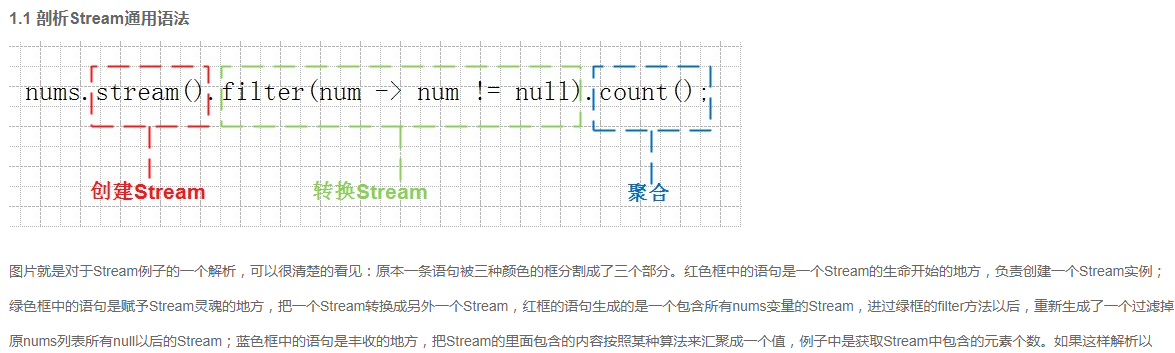 1.1 剖析Stream通用语法
nums.stream().filter(num -> num != null).count();
创建Stream 转换Stream 聚合
图片就是对于Stream例子的一个解析，可以很清楚的看见：原本一条语句被三种颜色的框分割成了三个部分。红色框中的语句是一个Stream的生命开始的地方，负责创建一个Stream实例；
绿色框中的语句是赋予Stream灵魂的地方，把一个Stream转换成另外一个Stream，红框的语句生成的是一个包含所有nums变量的Stream，进过绿框的filter方法以后，重新生成了一个过滤掉
原nums列表所有null以后的Stream；蓝色框中的语句是丰收的地方，把Stream的里面包含的内容按照某种算法来汇聚成一个值，例子中是获取Stream中包含的元素个数。如果这样解析以